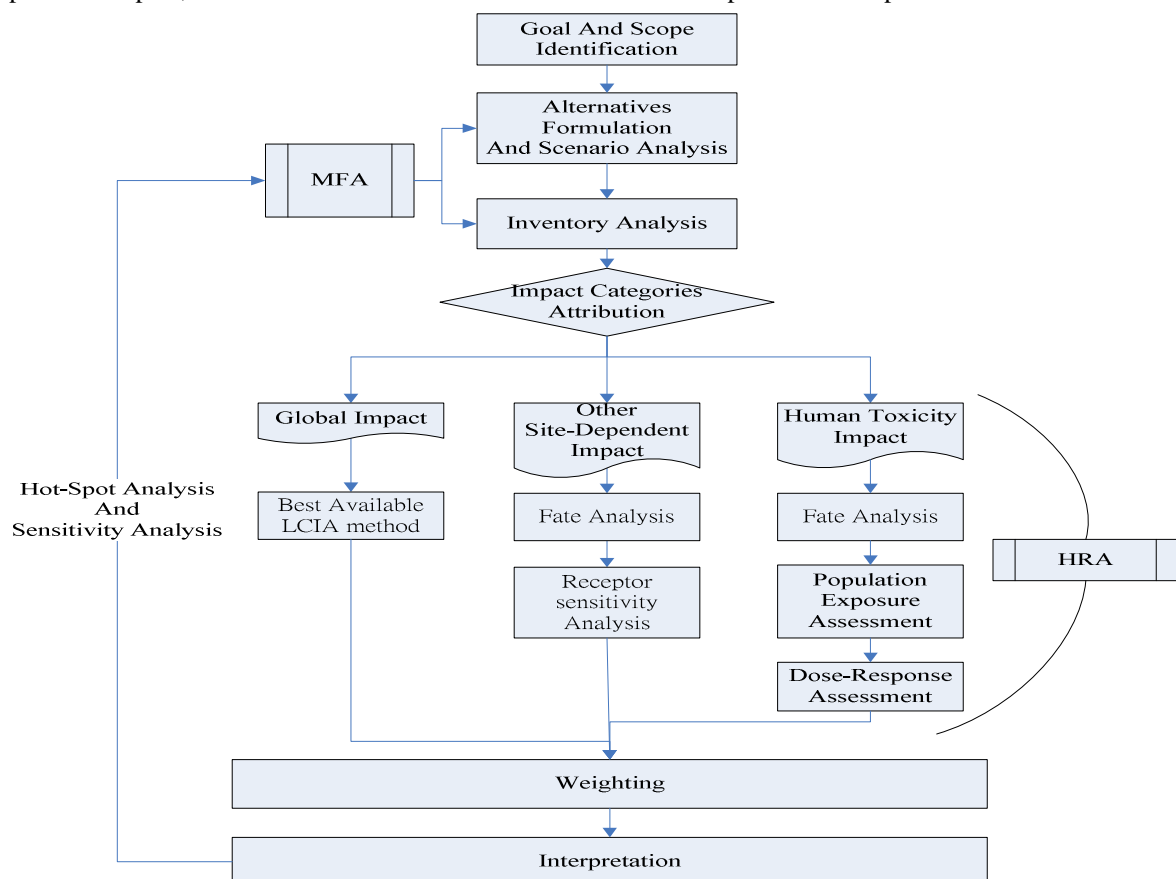 Goal And Scope
Identification
Alternatives
Formulation
And Scenario Analysis
MFA
Inventory Analysis
Impact Categories
Attribution
Global Impact
Other
Site-Dependent
Impact
Human Toxicity
Impact
Hot-Spot Analysis
And
Sensitivity Analysis
Best Available
LCIA method
Fate Analysis
Fate Analysis
HRA
Receptor
sensitivity
Analysis
Population
Exposure
Assessment
Dose-Response
Assessment
Weighting
Interpretation